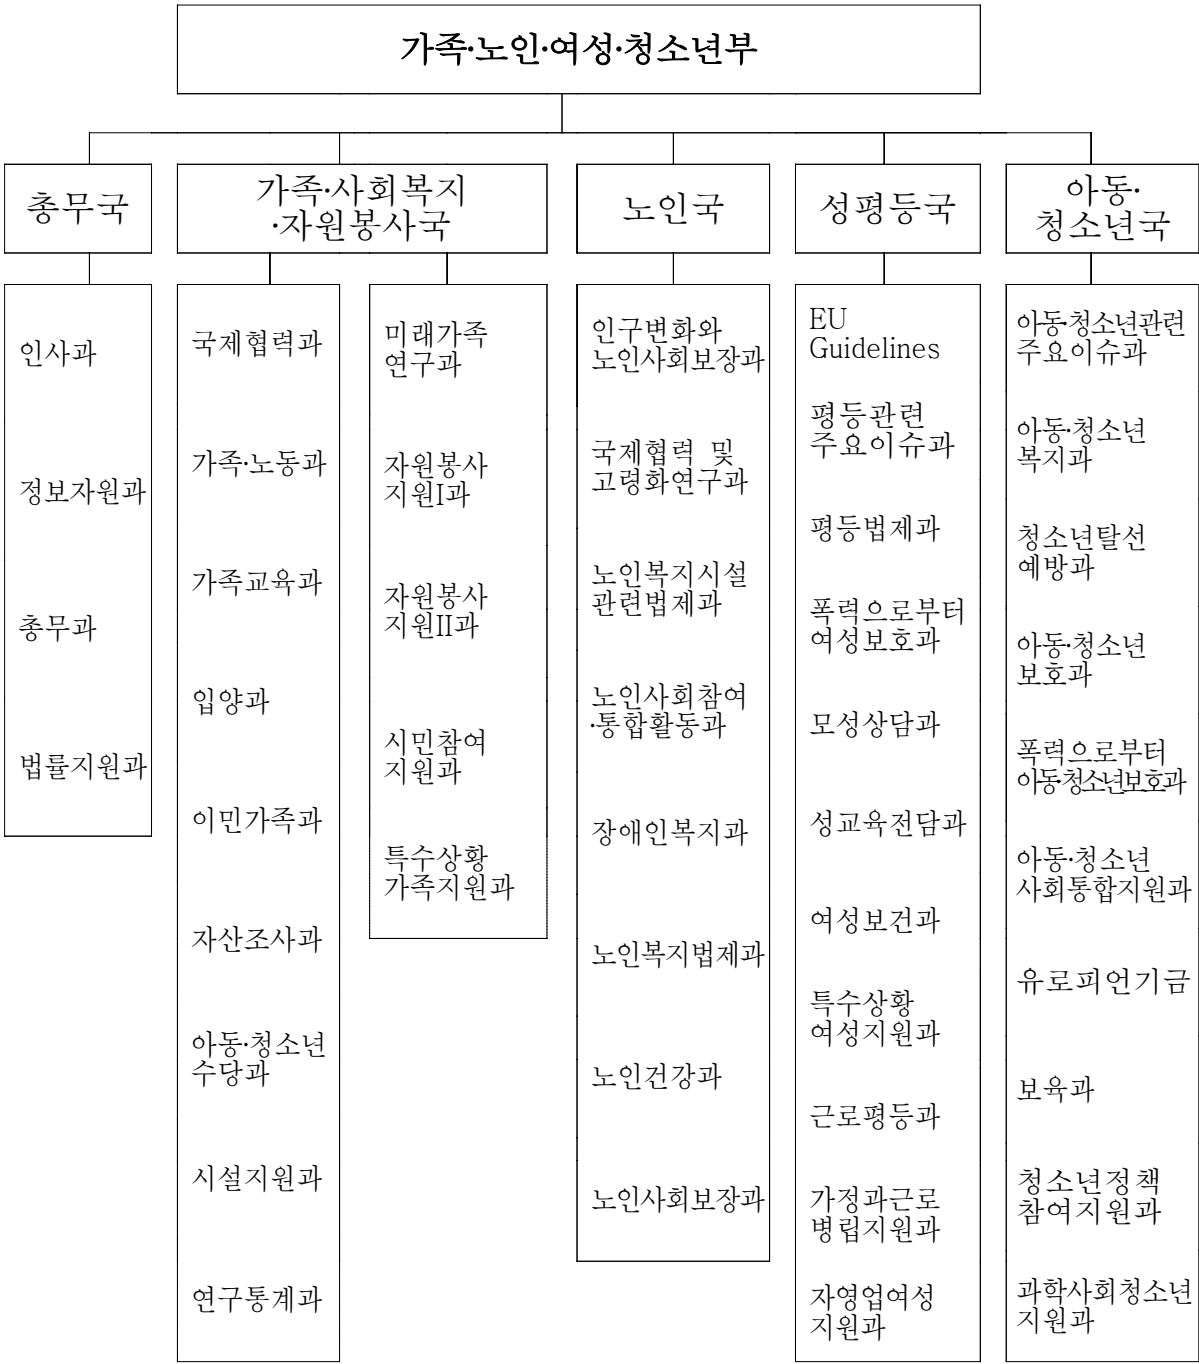 가족·노인·여성·청소년부
총무국
가족·사회복지
·자원봉사국
노인국
성평등국
아동·
청소년국
인사과
정보자원과
총무과
법률지원과
국제협력과
가족·노동과
가족교육과
입양과
이민가족과
자산조사과
아동·청소년
수당과
시설지원과
연구통계과
미래가족
연구과
자원봉사
지원I과
자원봉사
지원II과
시민참여
지원과
특수상황
가족지원과
인구변화와
노인사회보장과
국제협력 및
고령화연구과
노인복지시설
관련법제과
노인사회참여
·통합활동과
장애인복지과
노인복지법제과
노인건강과
노인사회보장과
EU
Guidelines
평등관련
주요이슈과
평등법제과
폭력으로부터
여성보호과
모성상담과
성교육전담과
여성보건과
특수상황
여성지원과
근로평등과
가정과근로
병립지원과
자영업여성
지원과
아동·청소년관련
주요이슈과
아동·청소년
복지과
청소년탈선
예방과
아동·청소년
보호과
폭력으로부터
아동·청소년보호과
아동·청소년
사회통합지원과
유로피언기금
보육과
청소년정책
참여지원과
과학사회청소년
지원과